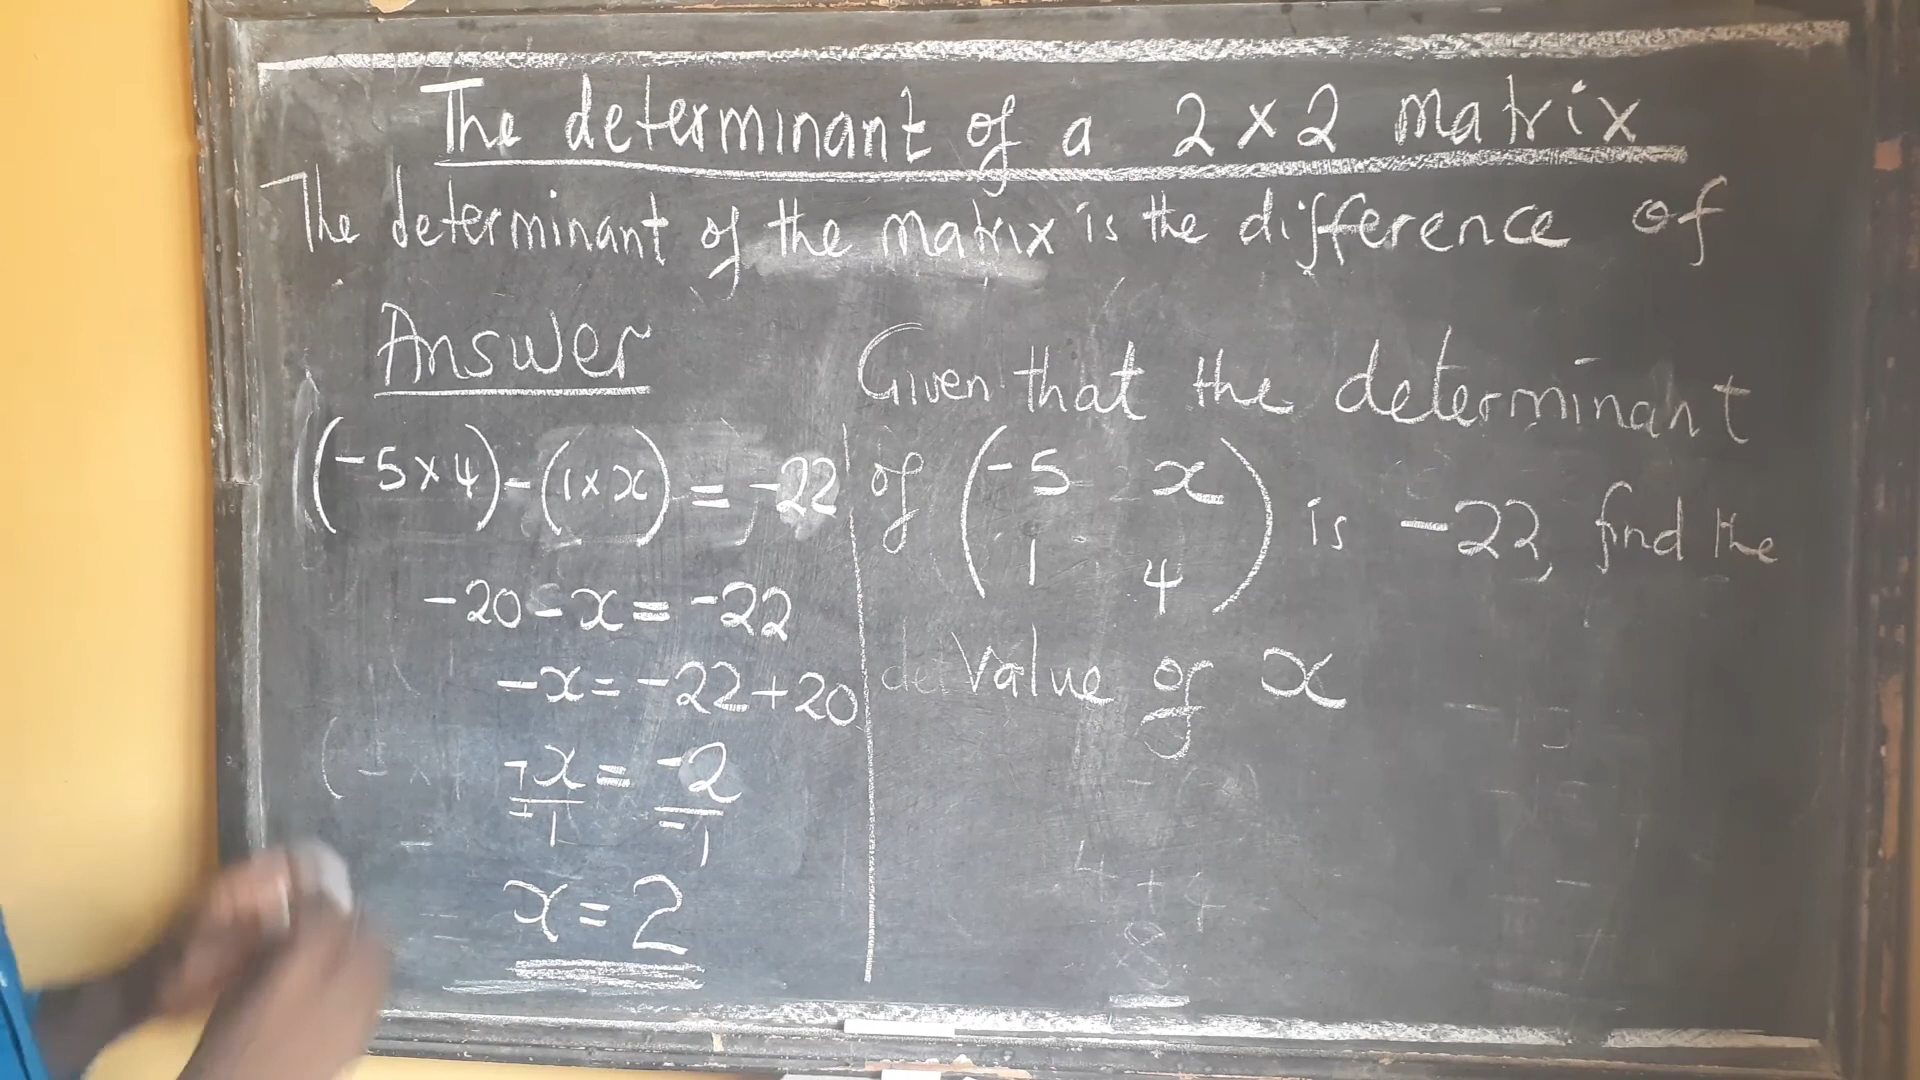 The determinant of a 2 x 2 matrix
The determinant of the matrix is the difference of
Answer
(-5 x 4) - (1 x x) = -22
-20 - x = -22
-x = -22 + 20
-x/-1 = -2/-1
x = 2
Given that the determinant
of ( -5 x
1 4 ) is -22, find the
value of x